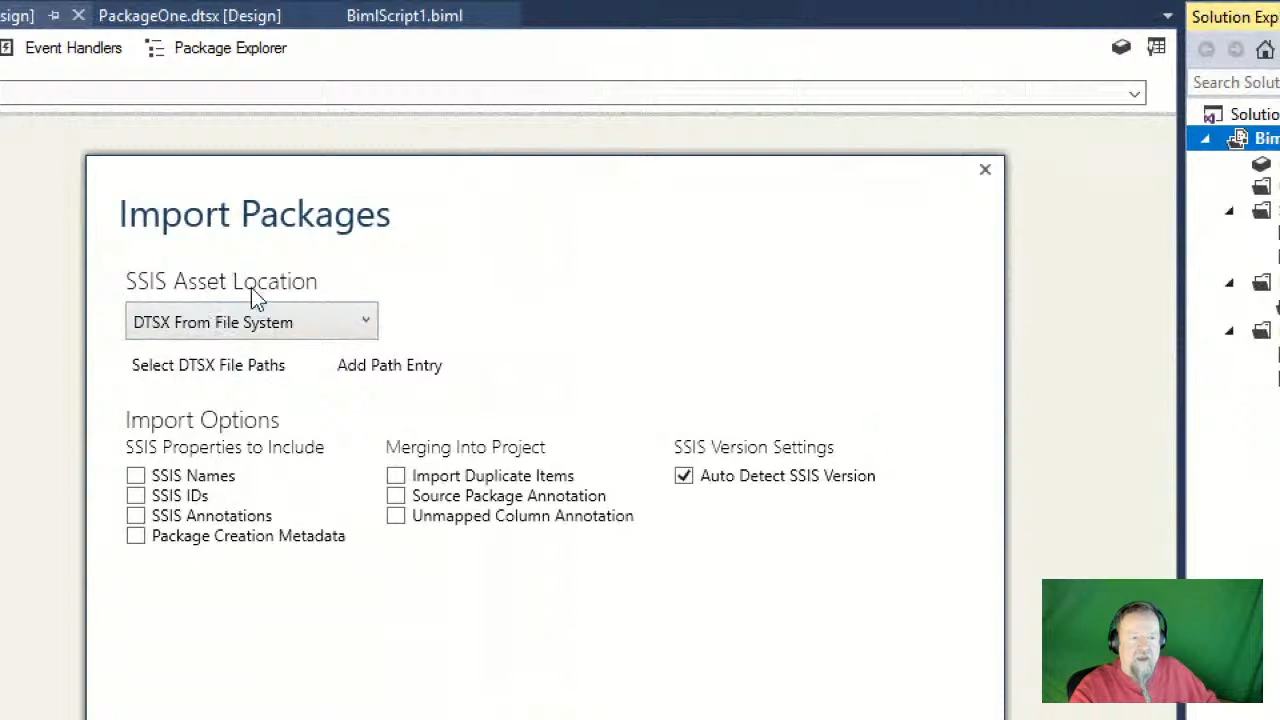 sign] PackageOne.dtsx [Design] BimlScript1.biml
Solution Exp
Event Handlers Package Explorer
Search Solut
Solutio
Bim
Import Packages
SSIS Asset Location
DTSX From File System
Select DTSX File Paths Add Path Entry
Import Options
SSIS Properties to Include Merging Into Project SSIS Version Settings
SSIS Names Import Duplicate Items Auto Detect SSIS Version
SSIS IDs Source Package Annotation
SSIS Annotations Unmapped Column Annotation
Package Creation Metadata